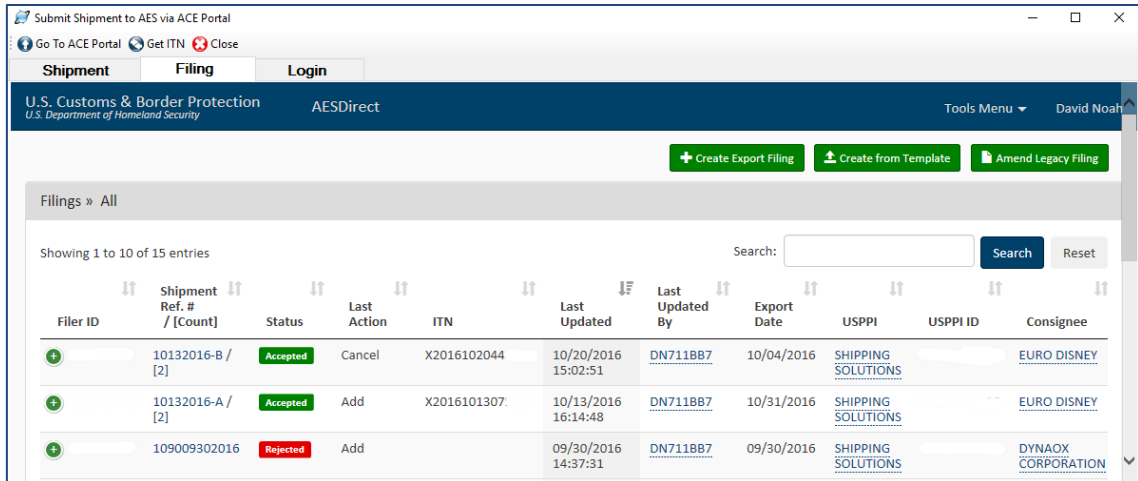 Submit Shipment to AES via ACE Portal
Go To ACE Portal Get ITN Close
Shipment Filing Login
U.S. Customs & Border Protection AESDirect Tools Menu David Noah
U.S. Department of Homeland Security
Create Export Filing Create from Template Amend Legacy Filing
Filings » All
Showing 1 to 10 of 15 entries Search: Search Reset
Filer ID Shipment Ref. # / [Count] Status Last Action ITN Last Updated Last Updated By Export Date USPPI USPPI ID Consignee
10132016-B / Accepted Cancel X2016102044 10/20/2016 DN711BB7 10/04/2016 SHIPPING EURO DISNEY
[2] 15:02:51 SOLUTIONS
10132016-A / Accepted Add X2016101307 10/13/2016 DN711BB7 10/31/2016 SHIPPING EURO DISNEY
[2] 16:14:48 SOLUTIONS
109009302016 Rejected Add 09/30/2016 DN711BB7 09/30/2016 SHIPPING DYNAOX
14:37:31 SOLUTIONS CORPORATION